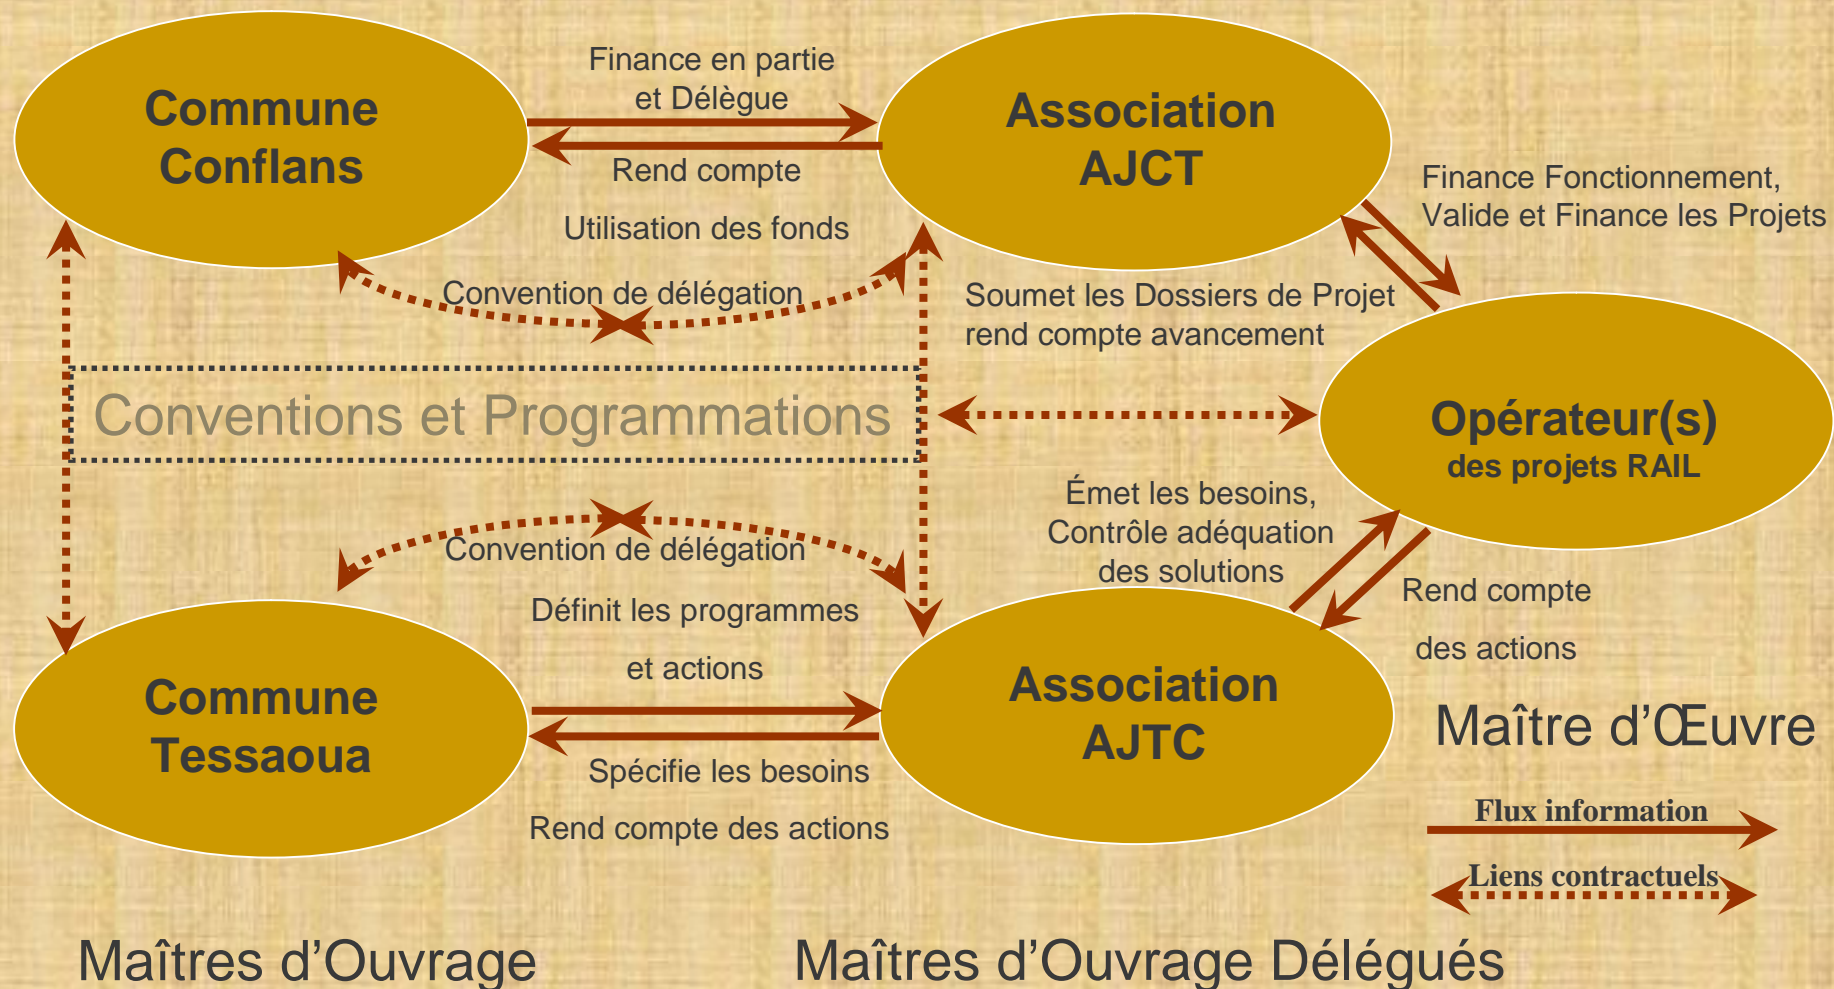 Commune
Conflans
Finance en partie
et Délègue
Rend compte
Utilisation des fonds
Association
AJCT
Finance Fonctionnement,
Valide et Finance les Projets
Convention de délégation
Soumet les Dossiers de Projet
rend compte avancement
Conventions et Programmations
Opérateur(s)
des projets RAIL
Émet les besoins,
Contrôle adéquation
des solutions
Convention de délégation
Définit les programmes
et actions
Rend compte
des actions
Commune
Tessaoua
Association
AJTC
Spécifie les besoins
Rend compte des actions
Maître d’Œuvre
Flux information
Liens contractuels
Maîtres d’Ouvrage
Maîtres d’Ouvrage Délégués